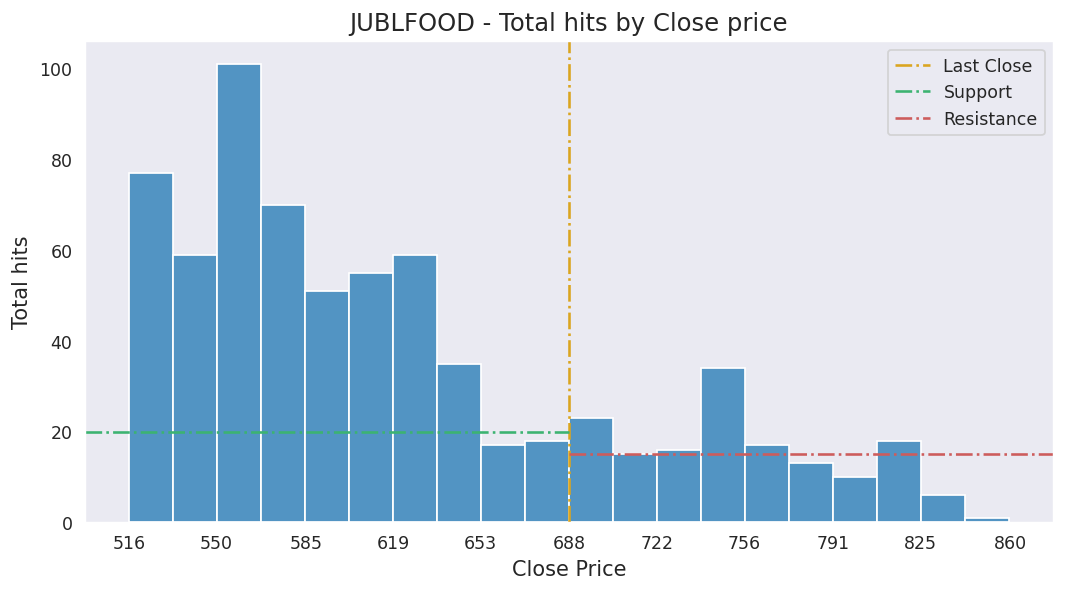 JUBLFOOD - Total hits by Close price
Total hits
100
80
60
40
20
0
Last Close
Support
Resistance
516 550 585 619 653 688 722 756 791 825 860
Close Price